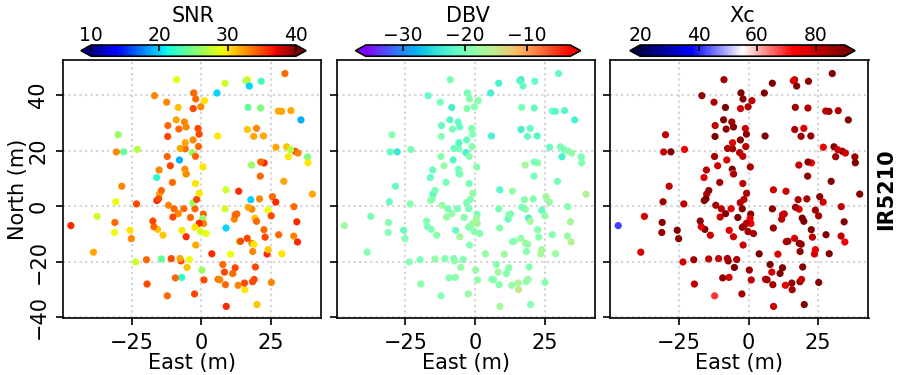 SNR DBV Xc
10 20 30 40 −30 −20 −10 20 40 60 80
40
20
0
−20
−40
North (m)
IR5210
−25 0 25 −25 0 25 −25 0 25
East (m) East (m) East (m)